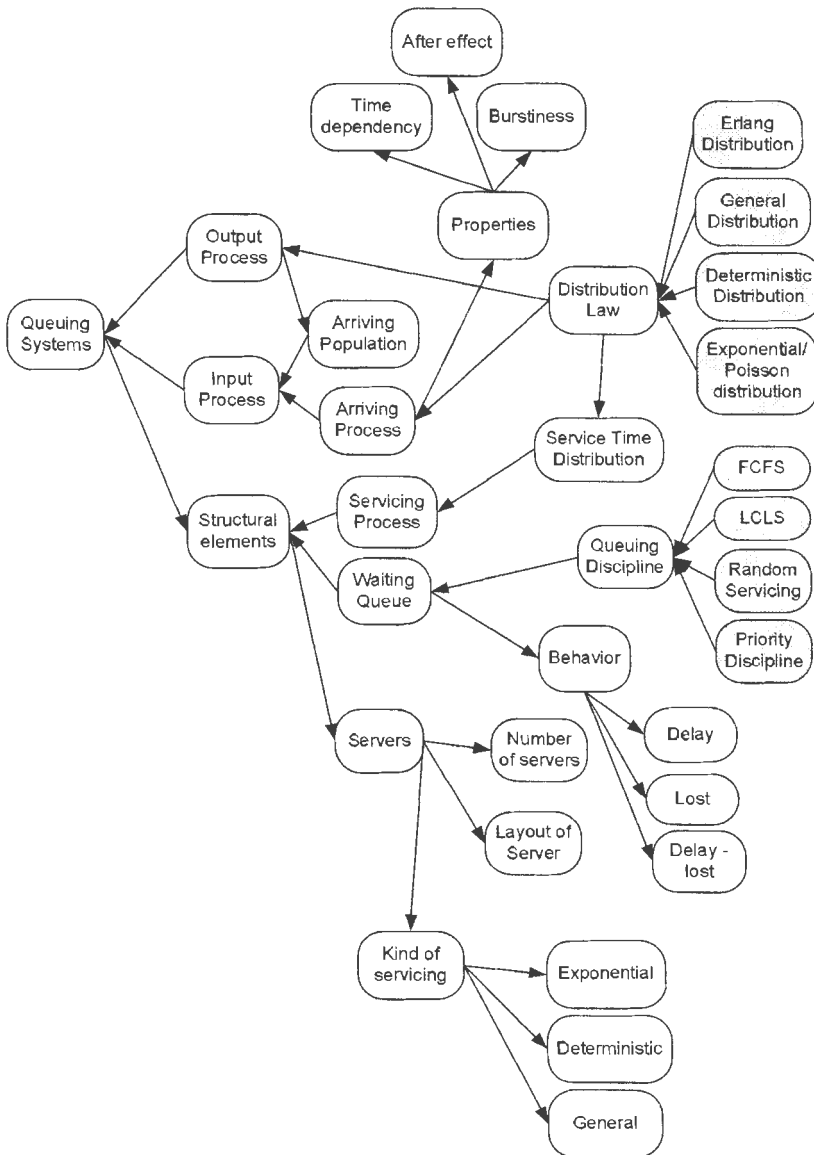 After effect
Time
dependency
Burstiness
Erlang
Distribution
General
Distribution
Properties
Output
Process
Deterministic
Distribution
Distribution
Law
Queuing
Systems
Arriving
Population
Exponential/
Poisson
distribution
Input
Process
Arriving
Process
Service Time
Distribution
FCFS
Servicing
Process
LCLS
Structural
elements
Queuing
Discipline
Random
Servicing
Waiting
Queue
Priority
Discipline
Behavior
Servers
Number
of servers
Delay
Lost
Layout of
Server
Delay -
lost
Kind of
servicing
Exponential
Deterministic
General